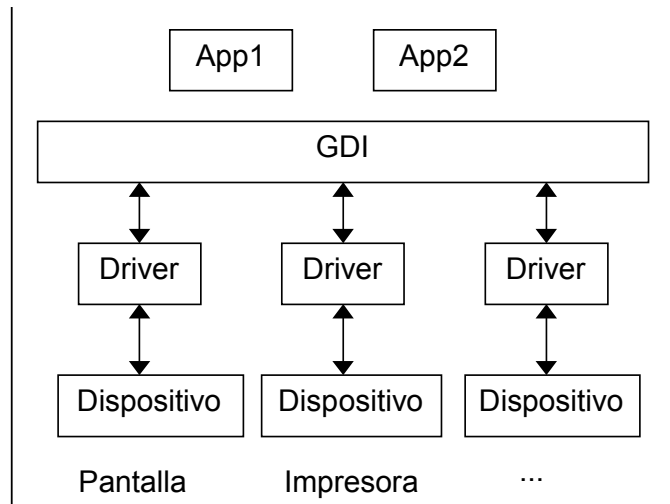 App1 App2
GDI
Driver Driver Driver
Dispositivo Dispositivo Dispositivo
Pantalla Impresora ...